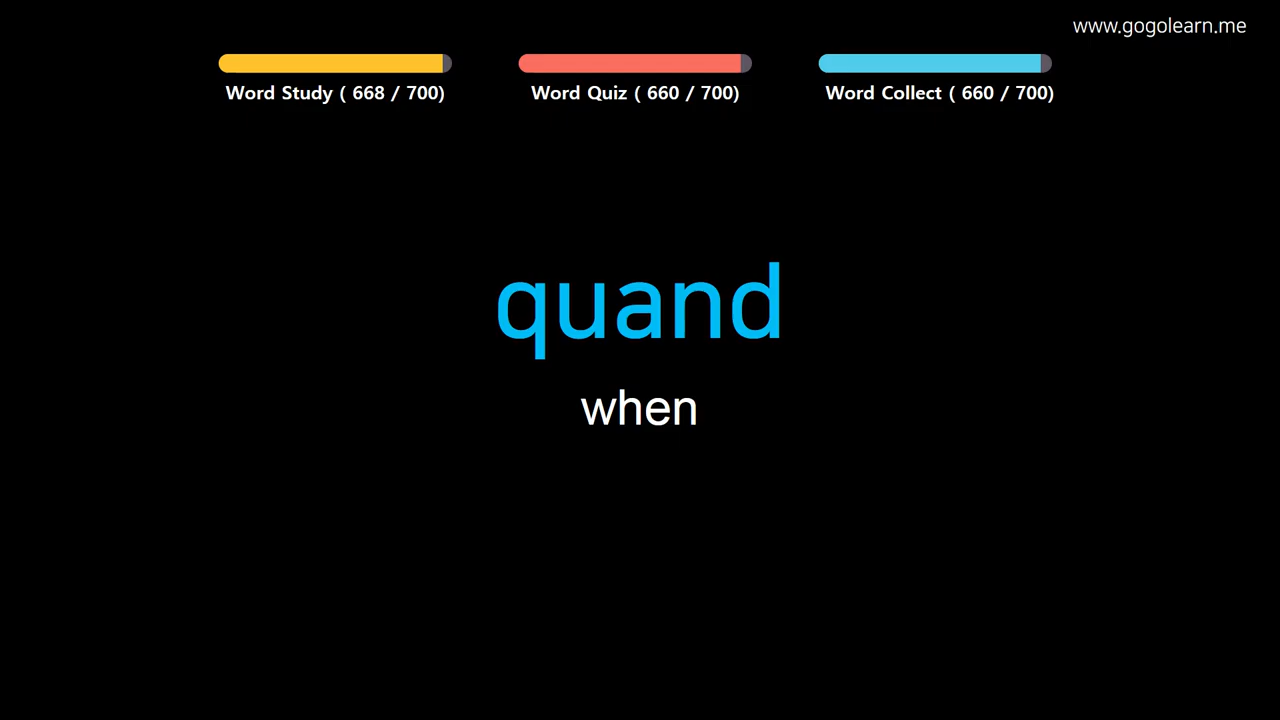 www.gogolearn.me
Word Study ( 668 / 700)
Word Quiz ( 660 / 700)
Word Collect ( 660 / 700)
quand
when